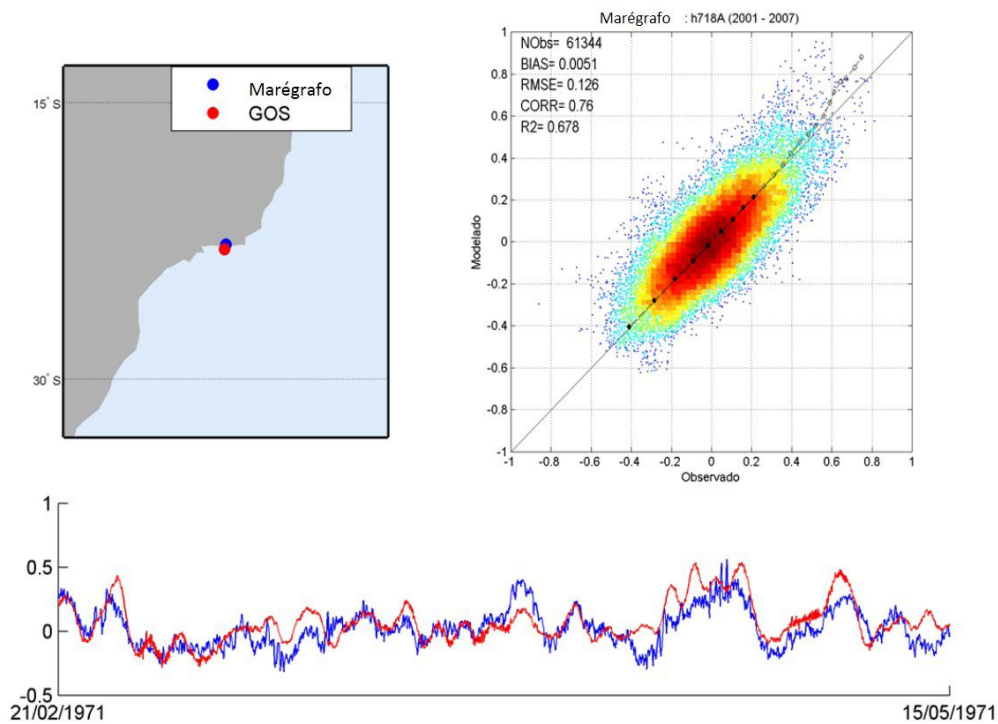 Marégrafo : h718A (2001 - 2007)
Marégrafo
GOS
15° S
30° S
NObs= 61344
BIAS= 0.0051
RMSE= 0.126
CORR= 0.76
R2= 0.678
1
0.8
0.6
0.4
0.2
0
-0.2
-0.4
-0.6
-0.8
-1
Modelado
-1 -0.8 -0.6 -0.4 -0.2 0 0.2 0.4 0.6 0.8 1
Observado
1
0.5
0
-0.5
21/02/1971 15/05/1971